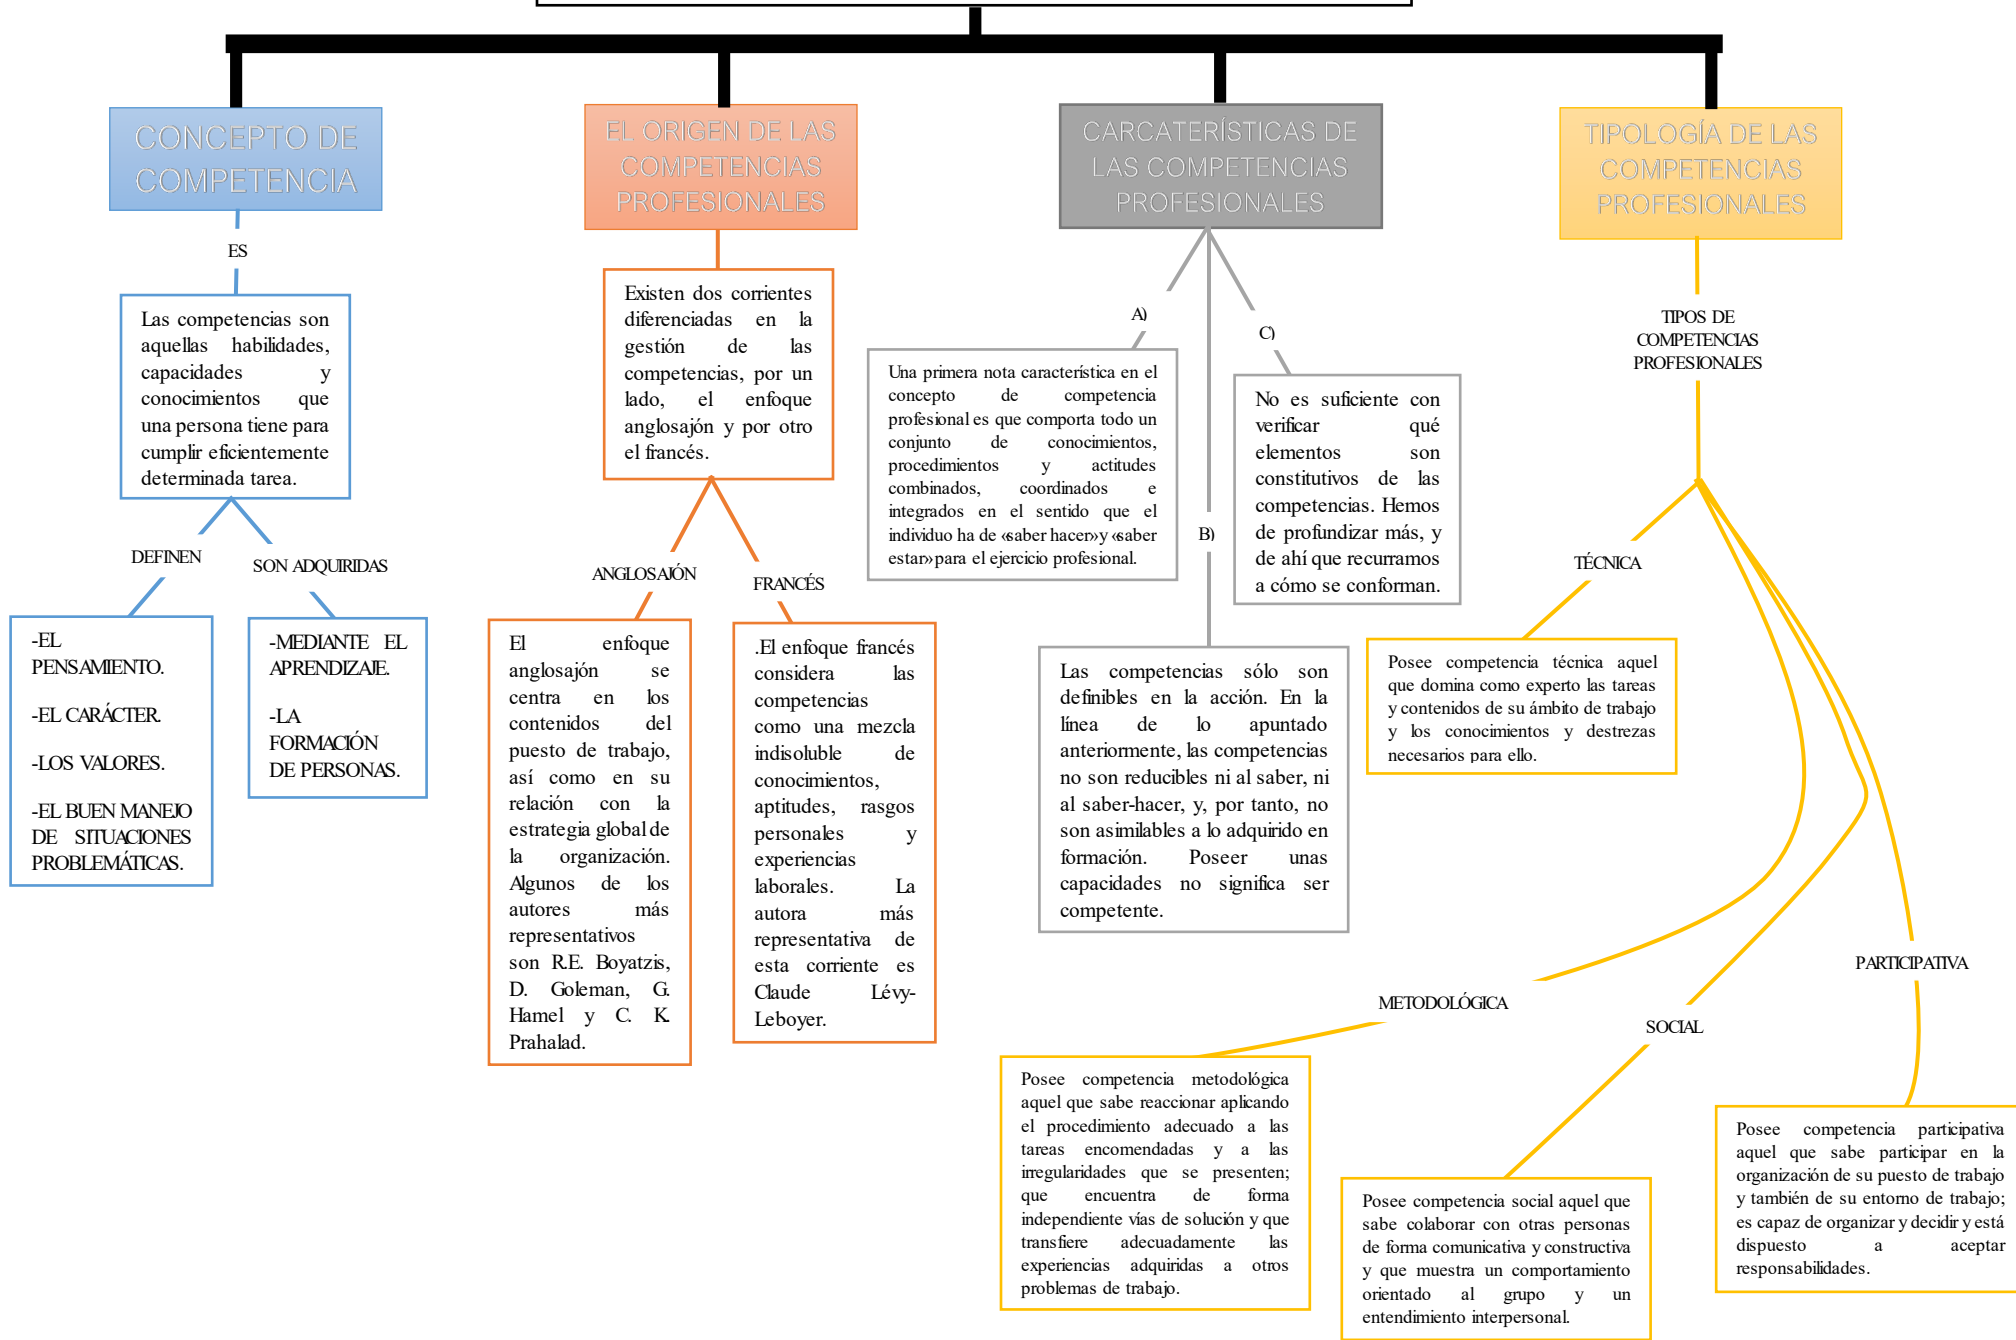 CONCEPTO DE
COMPETENCIA
ES
Las competencias son
aquellas habilidades,
capacidades y
conocimientos que
una persona tiene para
cumplir eficientemente
determinada tarea.
DEFINEN
SON ADQUIRIDAS
-EL
PENSAMIENTO.
-EL CARÁCTER.
-LOS VALORES.
-EL BUEN MANEJO
DE SITUACIONES
PROBLEMÁTICAS.
-MEDIANTE EL
APRENDIZAJE.
-LA
FORMACIÓN
DE PERSONAS.
EL ORIGEN DE LAS
COMPETENCIAS
PROFESIONALES
Existen dos corrientes
diferenciadas en la
gestión de las
competencias, por un
lado, el enfoque
anglosajón y por otro
el francés.
ANGLOSAJÓN
FRANCÉS
El enfoque
anglosajón se
centra en los
contenidos del
puesto de trabajo,
así como en su
relación con la
estrategia global de
la organización.
Algunos de los
autores más
representativos
son R.E. Boyatzis,
D. Goleman, G.
Hamel y C. K.
Prahalad.
.El enfoque francés
considera las
competencias
como una mezcla
indisoluble de
conocimientos,
aptitudes, rasgos
personales y
experiencias
laborales. La
autora más
representativa de
esta corriente es
Claude Lévy-
Leboyer.
CARCATERÍSTICAS DE
LAS COMPETENCIAS
PROFESIONALES
A)
Una primera nota característica en el
concepto de competencia
profesional es que comporta todo un
conjunto de conocimientos,
procedimientos y actitudes
combinados, coordinados e
integrados en el sentido que el
individuo ha de «saber hacer» y «saber
estar» para el ejercicio profesional.
B)
Las competencias sólo son
definibles en la acción. En la
línea de lo apuntado
anteriormente, las competencias
no son reducibles ni al saber, ni
al saber-hacer, y, por tanto, no
son asimilables a lo adquirido en
formación. Poseer unas
capacidades no significa ser
competente.
C)
No es suficiente con
verificar qué
elementos son
constitutivos de las
competencias. Hemos
de profundizar más, y
de ahí que recurramos
a cómo se conforman.
TIPOLOGÍA DE LAS
COMPETENCIAS
PROFESIONALES
TIPOS DE
COMPETENCIAS
PROFESIONALES
TÉCNICA
Posee competencia técnica aquel
que domina como experto las tareas
y contenidos de su ámbito de trabajo
y los conocimientos y destrezas
necesarios para ello.
METODOLÓGICA
Posee competencia metodológica
aquel que sabe reaccionar aplicando
el procedimiento adecuado a las
tareas encomendadas y a las
irregularidades que se presenten;
que encuentra de forma
independiente vías de solución y que
transfiere adecuadamente las
experiencias adquiridas a otros
problemas de trabajo.
SOCIAL
Posee competencia social aquel que
sabe colaborar con otras personas
de forma comunicativa y constructiva
y que muestra un comportamiento
orientado al grupo y un
entendimiento interpersonal.
PARTICIPATIVA
Posee competencia participativa
aquel que sabe participar en la
organización de su puesto de trabajo
y también de su entorno de trabajo;
es capaz de organizar y decidir y está
dispuesto a aceptar
responsabilidades.